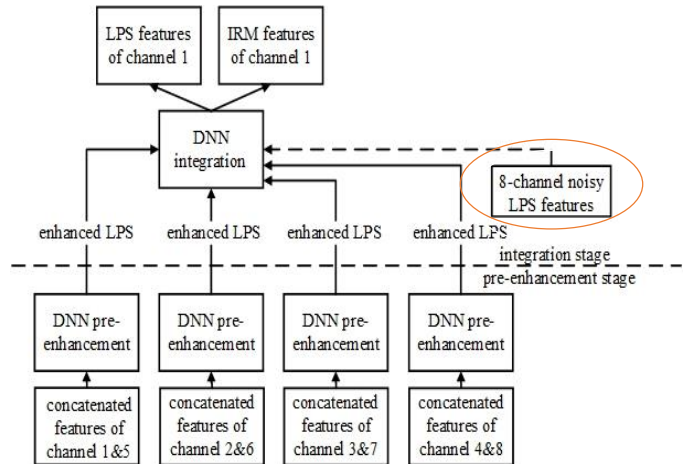 LPS features
of channel 1
IRM features
of channel 1
DNN
integration
8-channel noisy
LPS features
enhanced LPS
enhanced LPS
enhanced LPS
enhanced LPS
integration stage
pre-enhancement stage
DNN pre-
enhancement
DNN pre-
enhancement
DNN pre-
enhancement
DNN pre-
enhancement
concatenated
features of
channel 1&5
concatenated
features of
channel 2&6
concatenated
features of
channel 3&7
concatenated
features of
channel 4&8